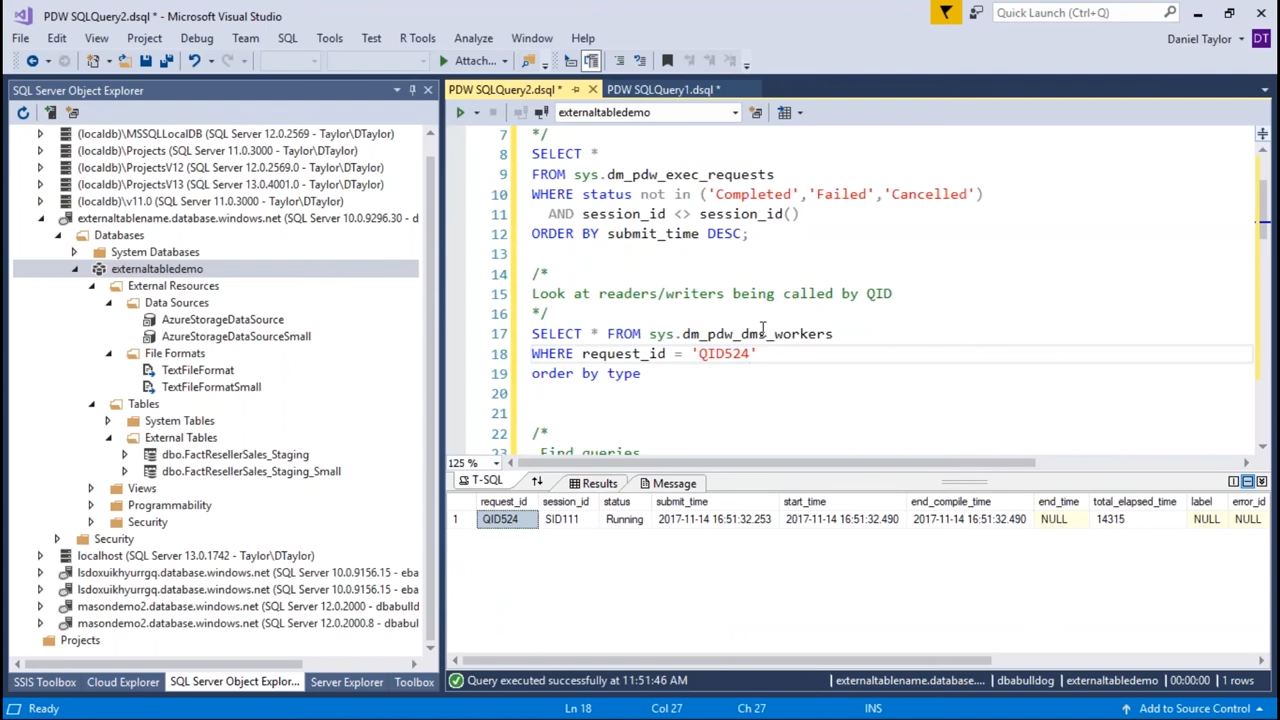 PDW SQLQuery2.dsql * - Microsoft Visual Studio
Quick Launch (Ctrl+Q)
File Edit View Project Debug Team SQL Tools Test R Tools Analyze Window Help
Daniel Taylor
DT
Attach...
SQL Server Object Explorer
PDW SQLQuery2.dsql *
PDW SQLQuery1.dsql *
externaltabledemo
(localdb)\MSSQLLocalDB (SQL Server 12.0.2569 - Taylor\DTaylor)
(localdb)\Projects (SQL Server 11.0.3000 - Taylor\DTaylor)
(localdb)\ProjectsV12 (SQL Server 12.0.2569.0 - Taylor\DTaylor)
(localdb)\ProjectsV13 (SQL Server 13.0.4001.0 - Taylor\DTaylor)
(localdb)\v11.0 (SQL Server 11.0.3000 - Taylor\DTaylor)
externaltablename.database.windows.net (SQL Server 10.0.9296.30 - d
Databases
System Databases
externaltabledemo
External Resources
Data Sources
AzureStorageDataSource
AzureStorageDataSourceSmall
File Formats
TextFileFormat
TextFileFormatSmall
Tables
System Tables
External Tables
dbo.FactResellerSales_Staging
dbo.FactResellerSales_Staging_Small
Views
Programmability
Security
Security
localhost (SQL Server 13.0.1742 - Taylor\DTaylor)
lsdoxuikhyurrgq.database.windows.net (SQL Server 10.0.9156.15 - eba
lsdoxuikhyurrgq.database.windows.net (SQL Server 10.0.9156.15 - eba
masondemo2.database.windows.net (SQL Server 12.0.2000 - dbabulld
masondemo2.database.windows.net (SQL Server 12.0.2000.8 - dbabull
Projects
SSIS Toolbox Cloud Explorer SQL Server Object Explor... Server Explorer Toolbox
7 */
8 SELECT *
9 FROM sys.dm_pdw_exec_requests
10 WHERE status not in ('Completed','Failed','Cancelled')
11 AND session_id <> session_id()
12 ORDER BY submit_time DESC;
13
14 /*
15 Look at readers/writers being called by QID
16 */
17 SELECT * FROM sys.dm_pdw_dms_workers
18 WHERE request_id = 'QID524'
19 order by type
20
21
22 /*
23 Find queries
125 %
T-SQL Results Message
request_id session_id status submit_time start_time end_compile_time end_time total_elapsed_time label error_id
1 QID524 SID111 Running 2017-11-14 16:51:32.253 2017-11-14 16:51:32.490 2017-11-14 16:51:32.490 NULL 14315 NULL NULL
Query executed successfully at 11:51:46 AM
externaltablename.database.... dbabulldog externaltabledemo 00:00:00 1 rows
Ready Ln 18 Col 27 Ch 27 INS Add to Source Control